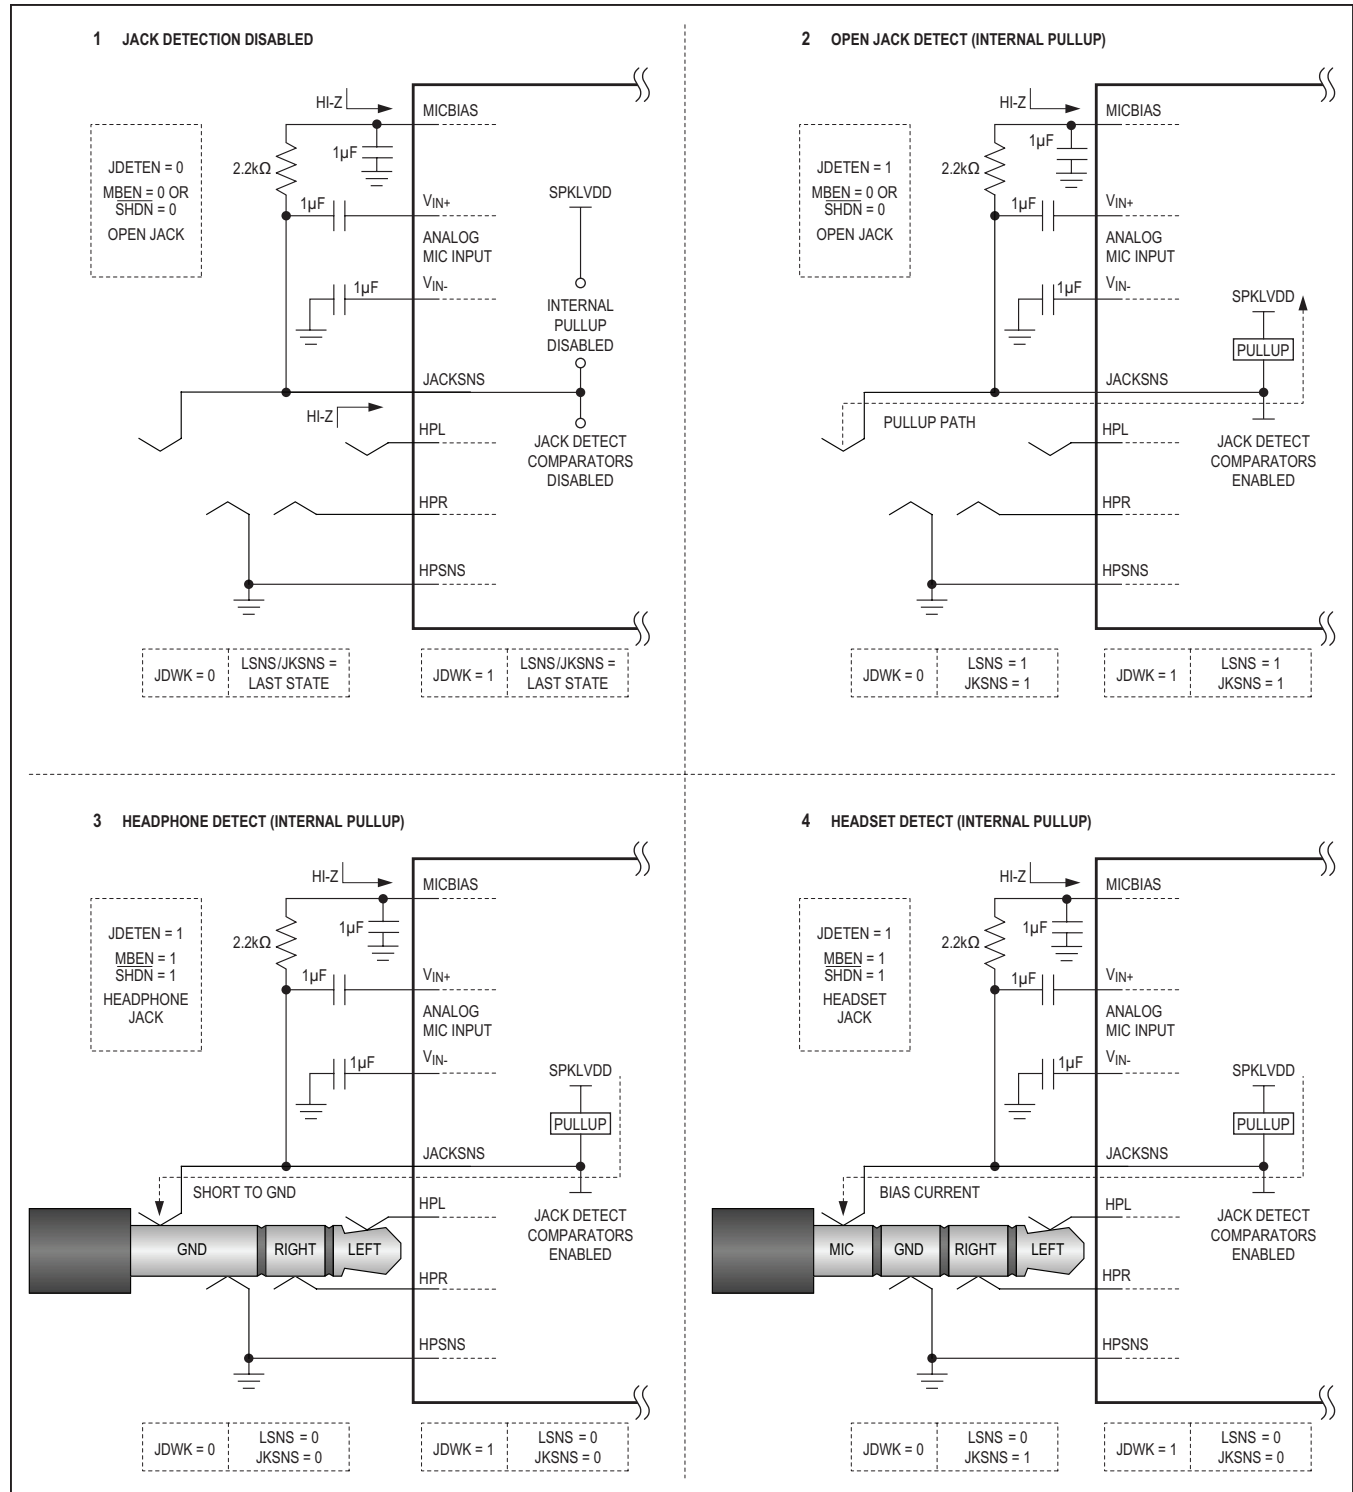 1 JACK DETECTION DISABLED
JDETEN = 0
MBEN = 0 OR
SHDN = 0
OPEN JACK
HI-Z
MICBIAS
1µF
2.2kΩ
1µF
VIN+
ANALOG
MIC INPUT
1µF
VIN-
SPKLVDD
INTERNAL
PULLUP
DISABLED
JACKSNS
HI-Z
HPL
JACK DETECT
COMPARATORS
DISABLED
HPR
HPSNS
JDWK = 0
LSNS/JKSNS =
LAST STATE
JDWK = 1
LSNS/JKSNS =
LAST STATE
2 OPEN JACK DETECT (INTERNAL PULLUP)
JDETEN = 1
MBEN = 0 OR
SHDN = 0
OPEN JACK
HI-Z
MICBIAS
1µF
2.2kΩ
1µF
VIN+
ANALOG
MIC INPUT
1µF
VIN-
SPKLVDD
PULLUP
JACKSNS
PULLUP PATH
HPL
JACK DETECT
COMPARATORS
ENABLED
HPR
HPSNS
JDWK = 0
LSNS = 1
JKSNS = 1
JDWK = 1
LSNS = 1
JKSNS = 1
3 HEADPHONE DETECT (INTERNAL PULLUP)
JDETEN = 1
MBEN = 1
SHDN = 1
HEADPHONE
JACK
HI-Z
MICBIAS
1µF
2.2kΩ
1µF
VIN+
ANALOG
MIC INPUT
1µF
VIN-
SPKLVDD
PULLUP
JACKSNS
SHORT TO GND
HPL
JACK DETECT
COMPARATORS
ENABLED
GND
RIGHT
LEFT
HPR
HPSNS
JDWK = 0
LSNS = 0
JKSNS = 0
JDWK = 1
LSNS = 0
JKSNS = 0
4 HEADSET DETECT (INTERNAL PULLUP)
JDETEN = 1
MBEN = 1
SHDN = 1
HEADSET
JACK
HI-Z
MICBIAS
1µF
2.2kΩ
1µF
VIN+
ANALOG
MIC INPUT
1µF
VIN-
SPKLVDD
PULLUP
JACKSNS
BIAS CURRENT
HPL
JACK DETECT
COMPARATORS
ENABLED
MIC
GND
RIGHT
LEFT
HPR
HPSNS
JDWK = 0
LSNS = 0
JKSNS = 1
JDWK = 1
LSNS = 0
JKSNS = 0